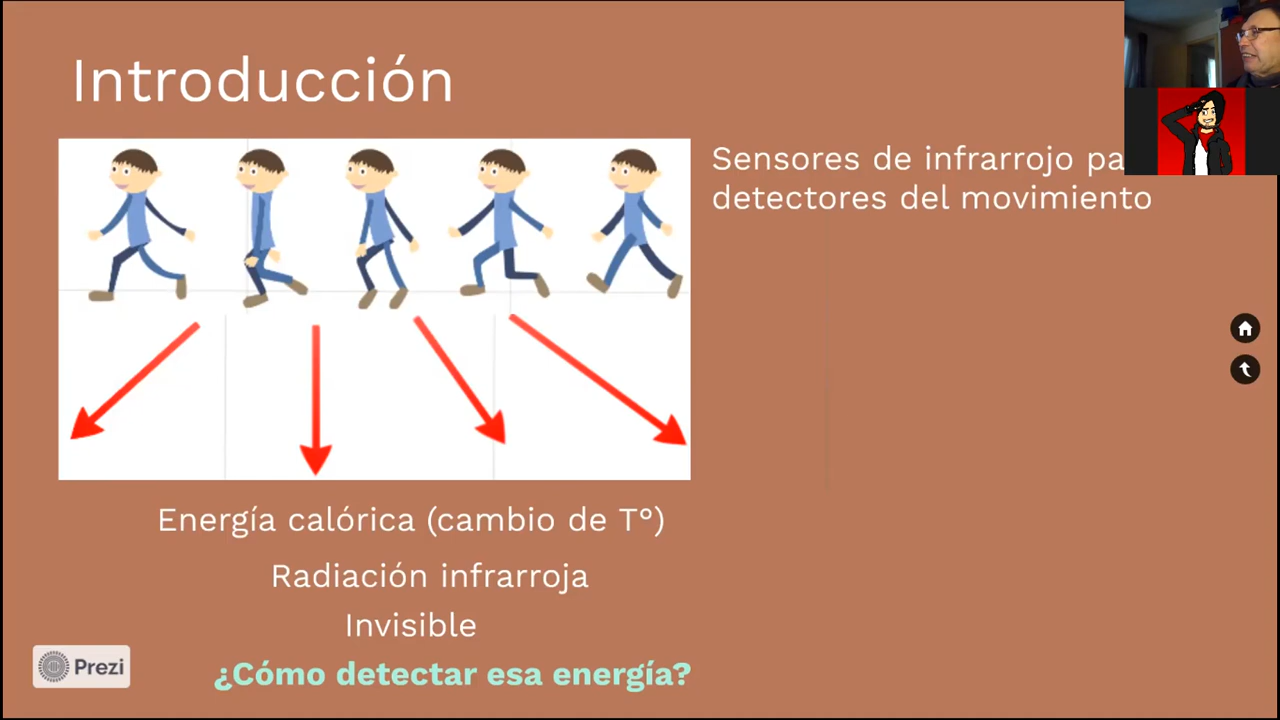 Introducción
Sensores de infrarrojo
detectores del movimiento
Energía calórica (cambio de T°)
Radiación infrarroja
Invisible
¿Cómo detectar esa energía?
Prezi